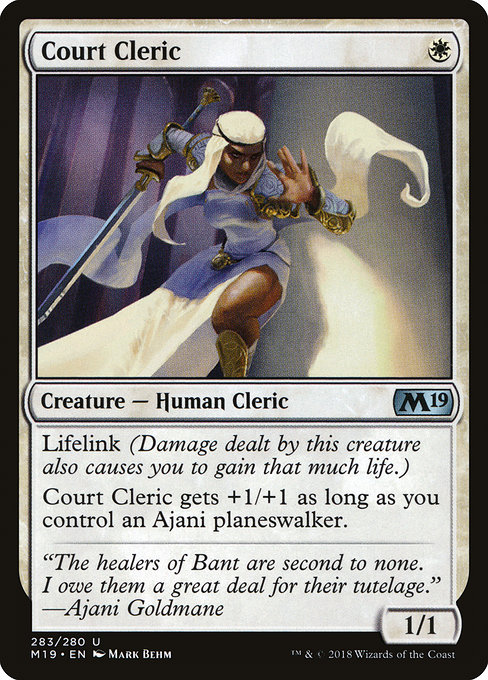 Court Cleric
Creature — Human Cleric
M19
Lifelink (Damage dealt by this creature
also causes you to gain that much life.)
Court Cleric gets +1/+1 as long as you
control an Ajani planeswalker.
“The healers of Bant are second to none.
I owe them a great deal for their tutelage.”
—Ajani Goldmane
1/1
283/280 U
M19 • EN Mark Behm
™ & © 2018 Wizards of the Coast